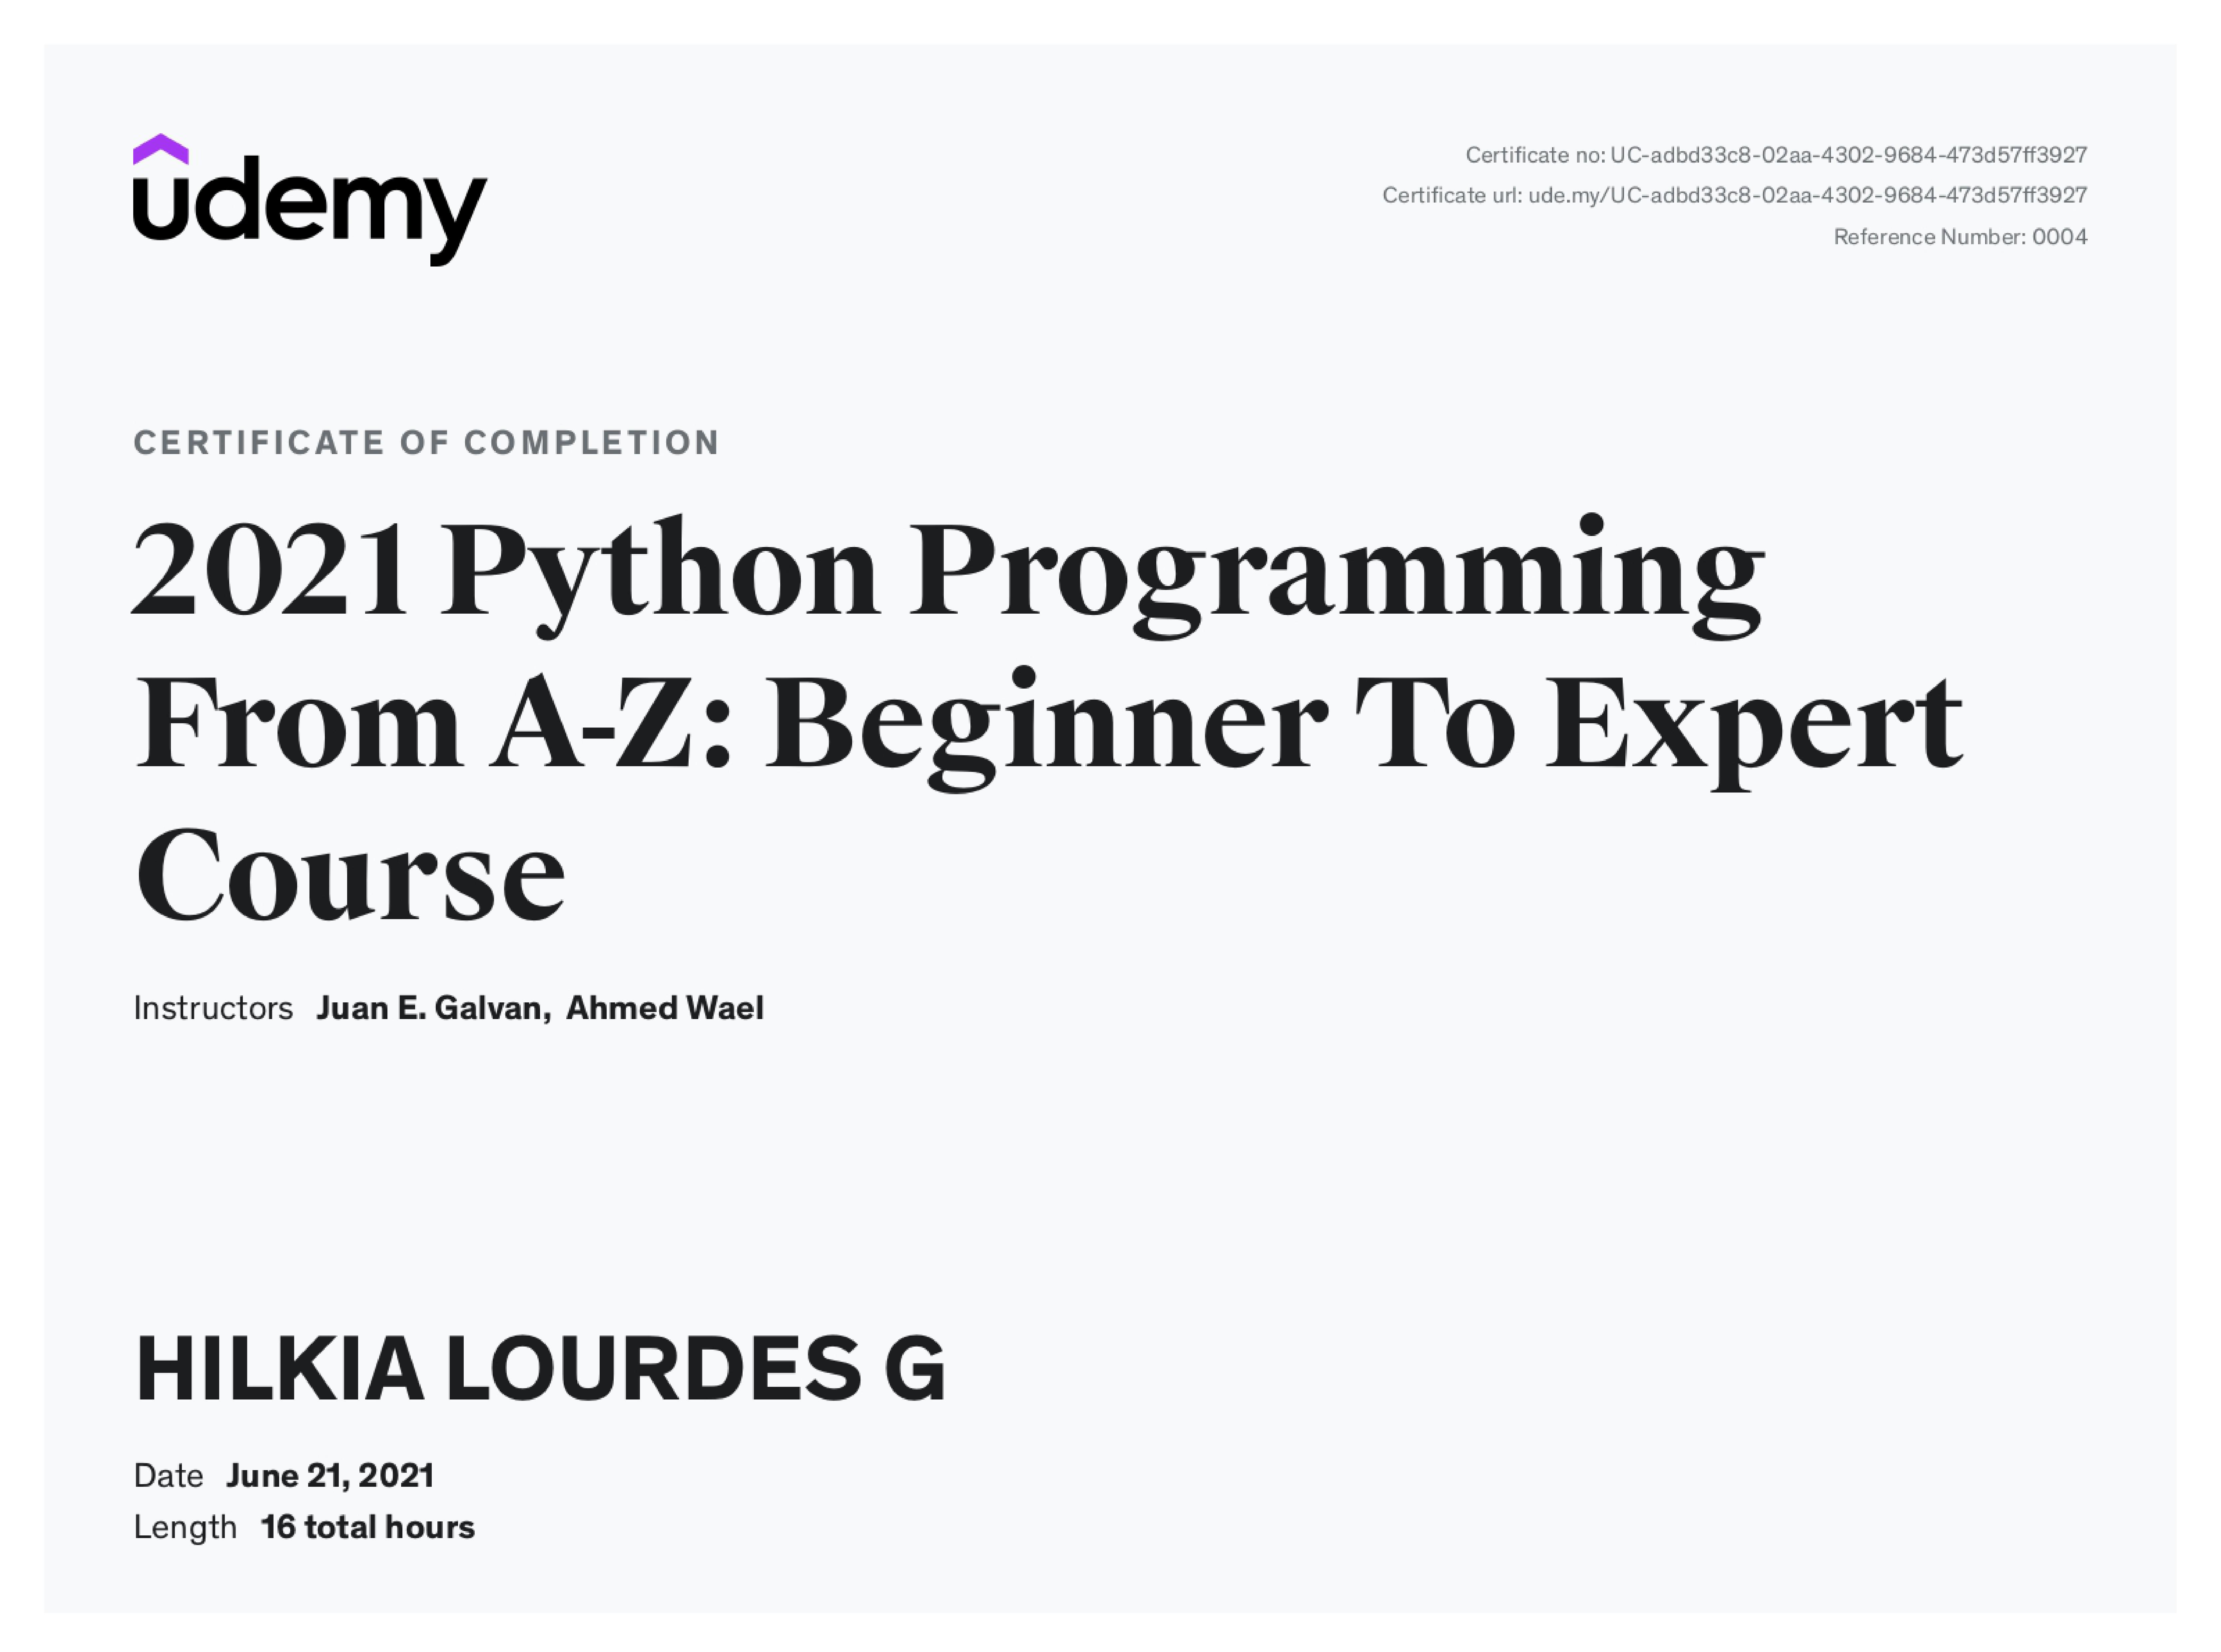 udemy
Certificate no: UC-adbd33c8-02aa-4302-9684-473d57ff3927
Certificate url: ude.my/UC-adbd33c8-02aa-4302-9684-473d57ff3927
Reference Number: 0004
CERTIFICATE OF COMPLETION
2021 Python Programming
From A-Z: Beginner To Expert
Course
Instructors Juan E. Galvan, Ahmed Wael
HILKIA LOURDES G
Date June 21, 2021
Length 16 total hours